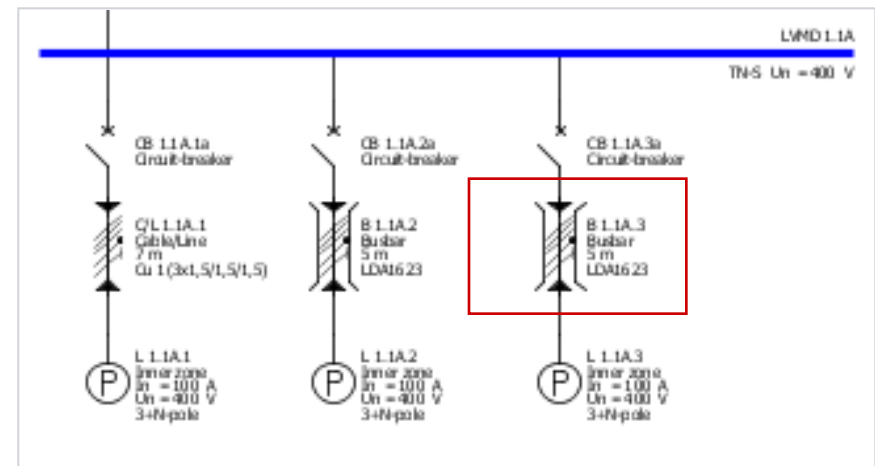 LVMD 1.1A
TN-S Un = 400 V
CB 1.1A.1a
Circuit-breaker
CB 1.1A.2a
Circuit-breaker
CB 1.1A.3a
Circuit-breaker
C/L 1.1A.1
Cable/Line
7 m
Cu 1(3x1,5/1,5/1,5)
B 1.1A.2
Busbar
5 m
LDA1623
B 1.1A.3
Busbar
5 m
LDA1623
P
L 1.1A.1
Inner zone
In = 100 A
Un = 400 V
3+N-pole
P
L 1.1A.2
Inner zone
In = 100 A
Un = 400 V
3+N-pole
P
L 1.1A.3
Inner zone
In = 100 A
Un = 400 V
3+N-pole